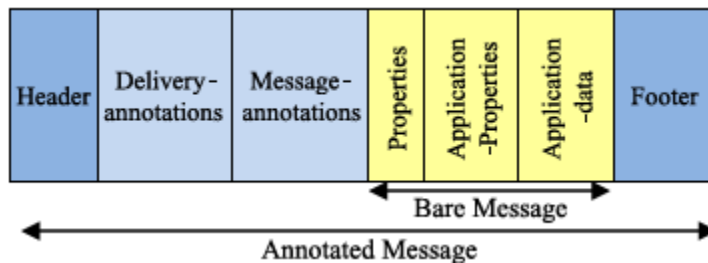 Header
Delivery-
annotations
Message-
annotations
Properties
Application
-Properties
Application
-data
Footer
Bare Message
Annotated Message